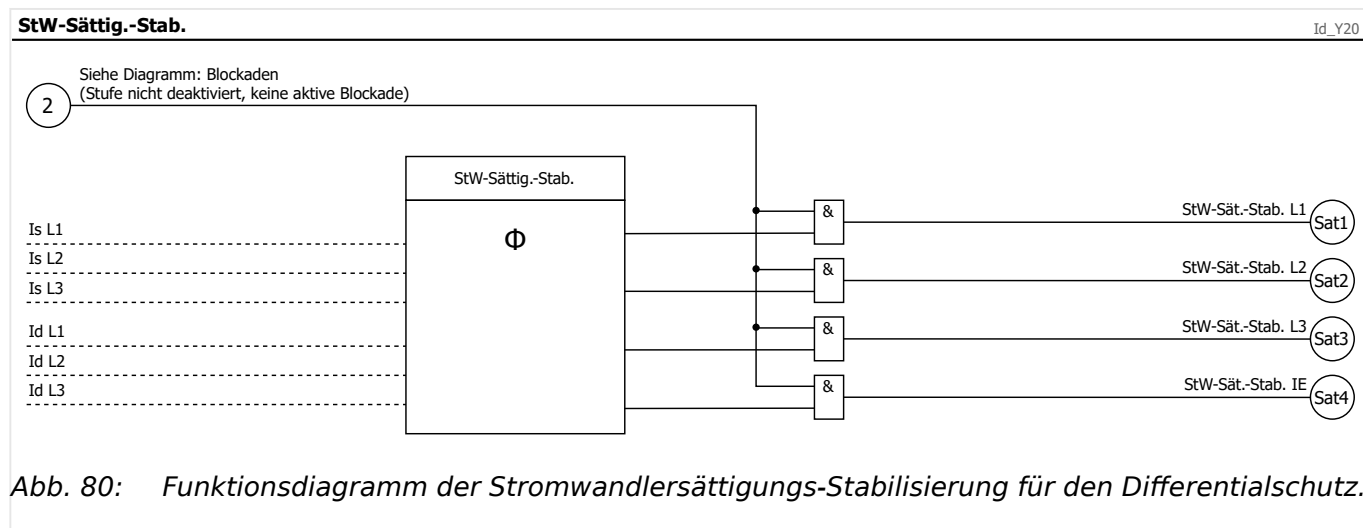 StW-Sättig.-Stab.
Id_Y20
Siehe Diagramm: Blockaden
2
(Stufe nicht deaktiviert, keine aktive Blockade)
StW-Sättig.-Stab.
Φ
Is L1
Is L2
Is L3
Id L1
Id L2
Id L3
&
StW-Sät.-Stab. L1
Sat1
&
StW-Sät.-Stab. L2
Sat2
&
StW-Sät.-Stab. L3
Sat3
&
StW-Sät.-Stab. IE
Sat4
Abb. 80: Funktionsdiagramm der Stromwandlersättigungs-Stabilisierung für den Differentialschutz.